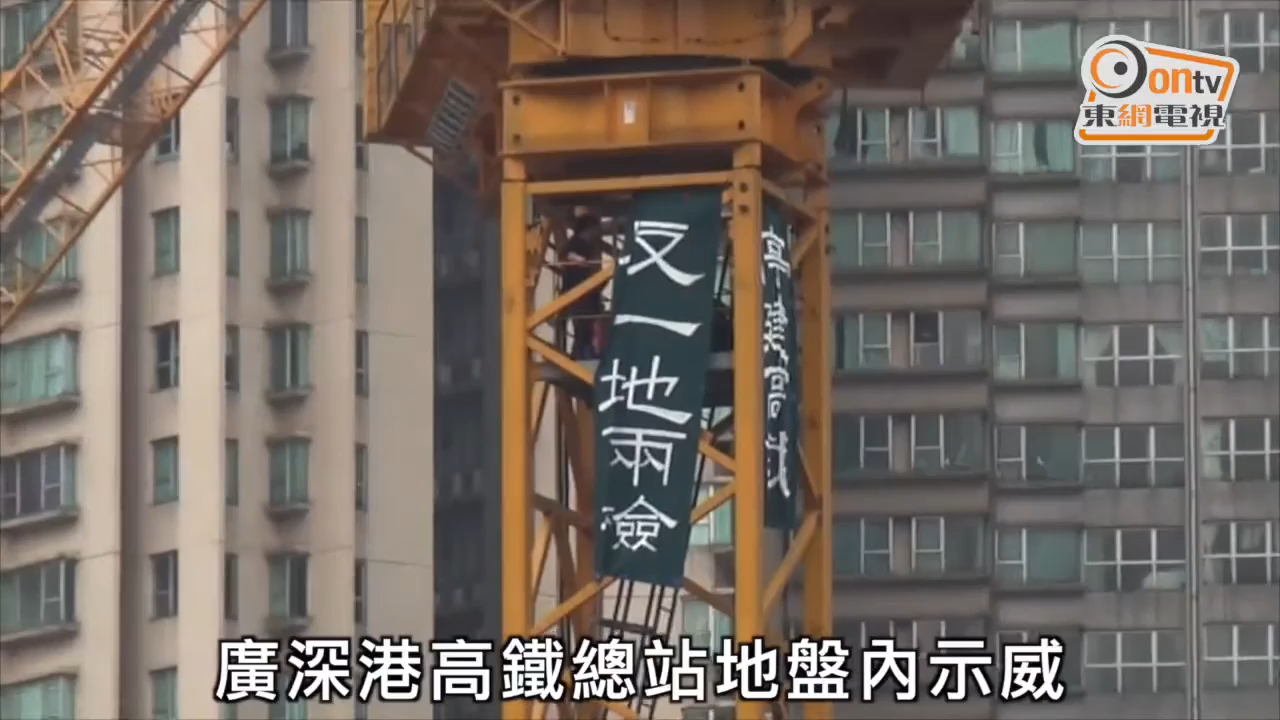 ontv
東網電視
反一地兩檢
廣深港高鐵總站地盤內示威